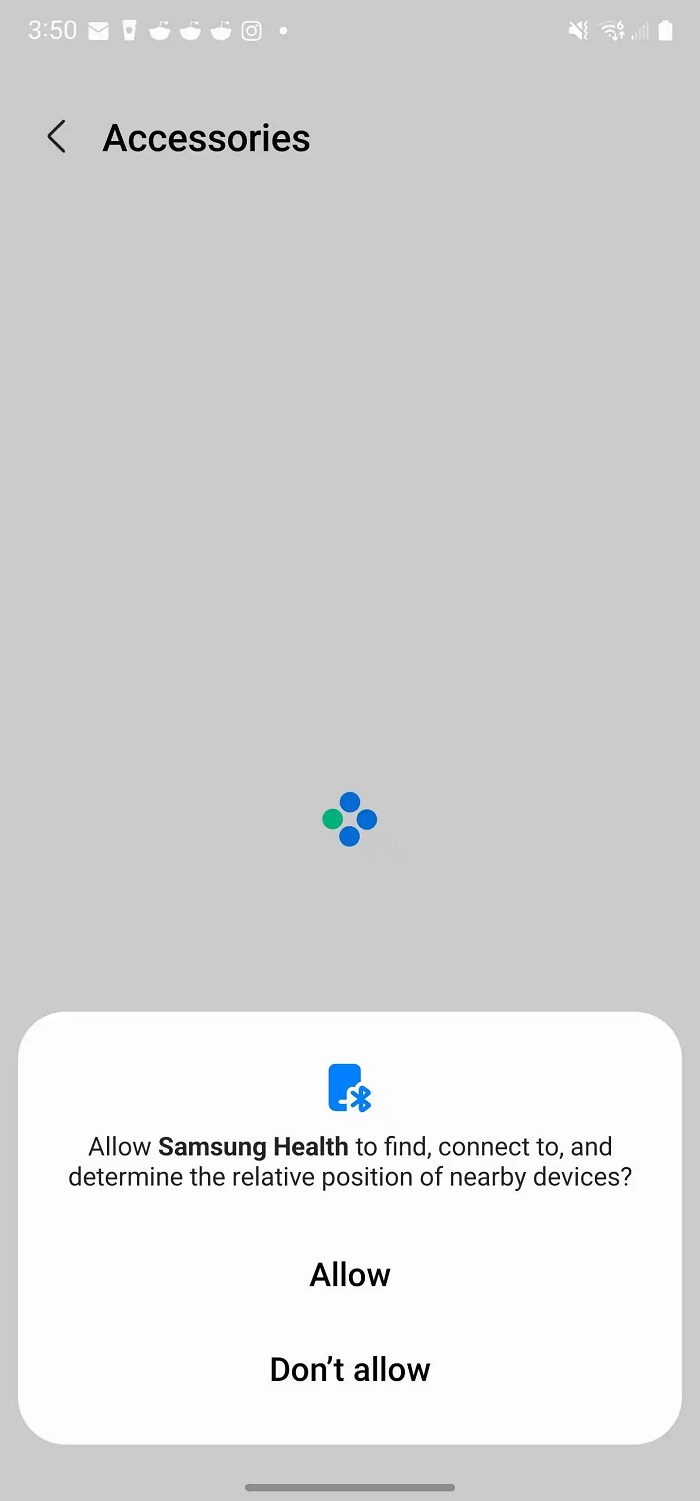 3:50
Accessories
Allow Samsung Health to find, connect to, and
determine the relative position of nearby devices?
Allow
Don’t allow